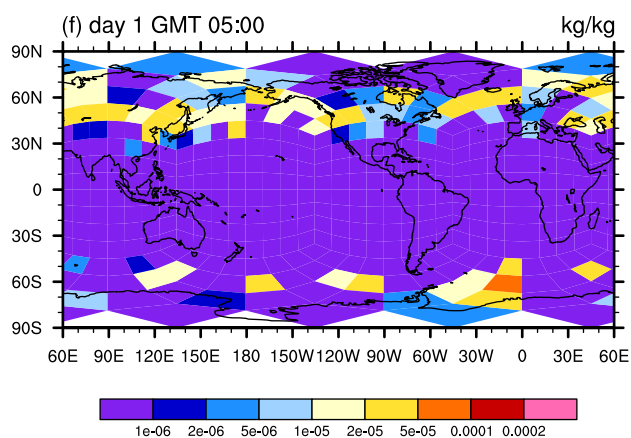 (f) day 1 GMT 05:00 kg/kg
90N
60N
30N
0
30S
60S
90S
60E 90E 120E 150E 180 150W 120W 90W 60W 30W 0 30E 60E
1e-06 2e-06 5e-06 1e-05 2e-05 5e-05 0.0001 0.0002